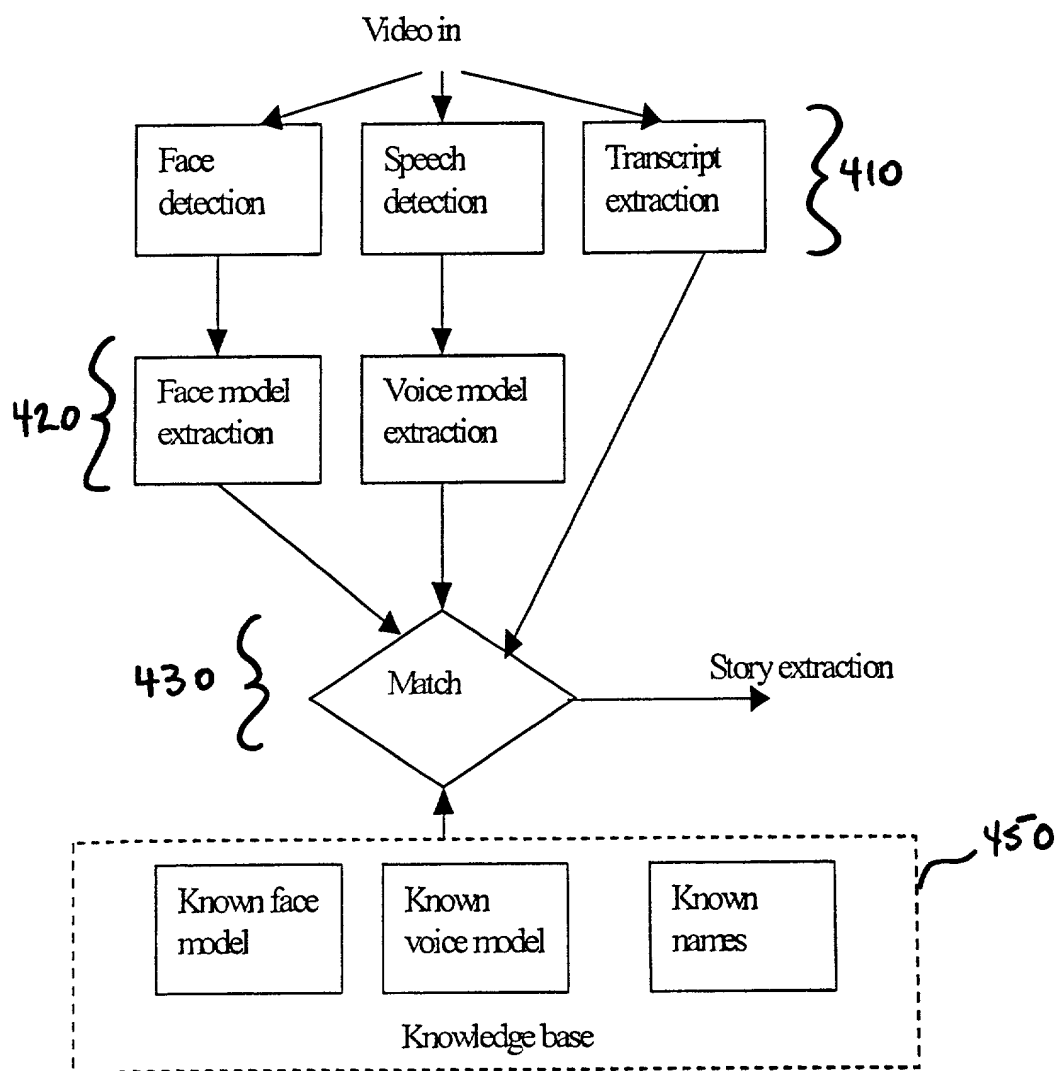 Video in
Face
detection
Speech
detection
Transcript
extraction
410
420
Face model
extraction
Voice model
extraction
430
Match
Story extraction
450
Known face
model
Known
voice model
Known
names
Knowledge base